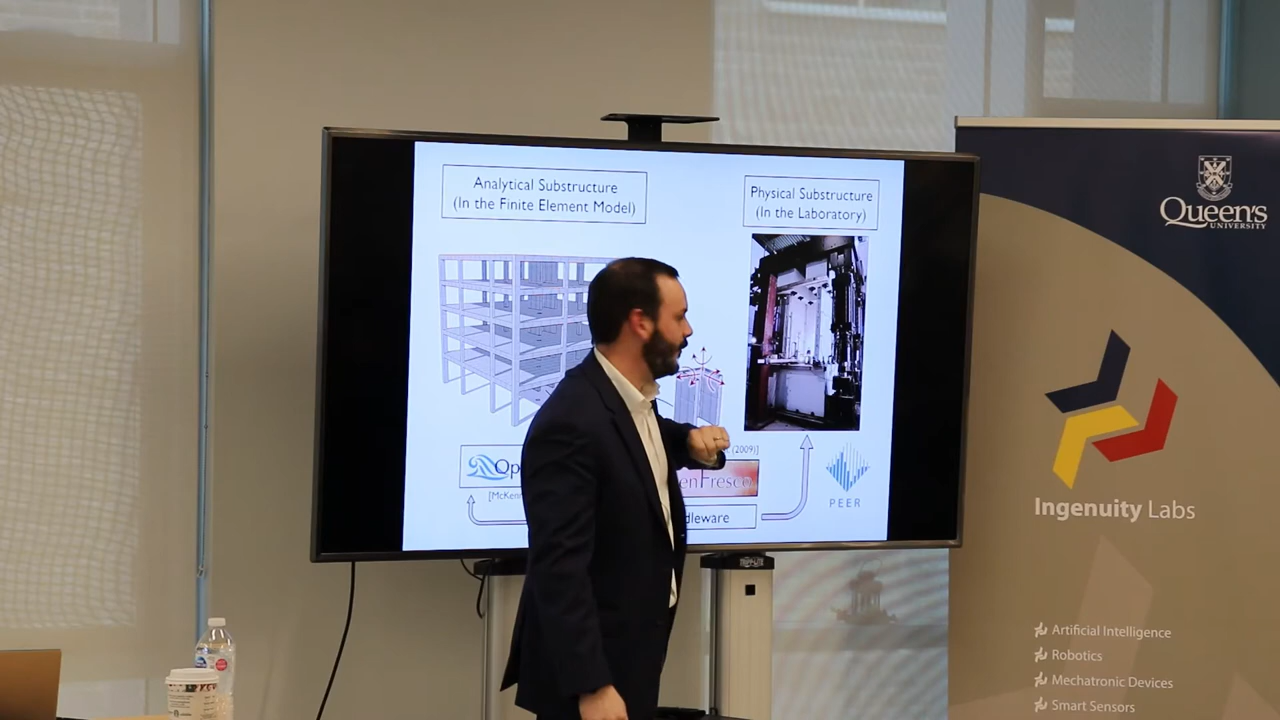 Analytical Substructure
(In the Finite Element Model)
Physical Substructure
(In the Laboratory)
Op
[McKen
(2009)]
enFresco
dleware
PEER
Queen's
UNIVERSITY
Ingenuity Labs
Artificial Intelligence
Robotics
Mechatronic Devices
Smart Sensors